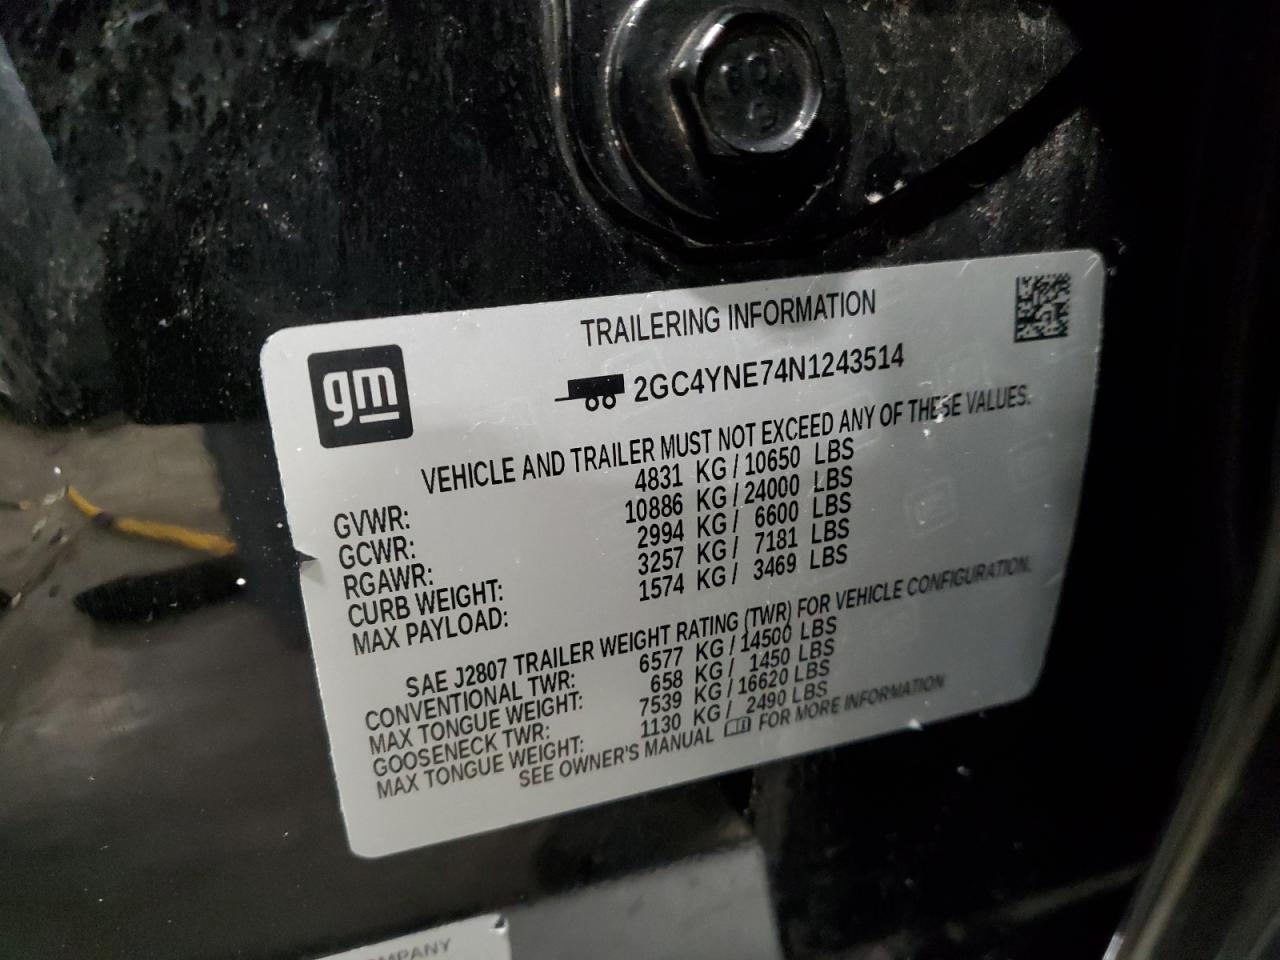 TRAILERING INFORMATION
gm
2GC4YNE74N1243514
VEHICLE AND TRAILER MUST NOT EXCEED ANY OF THESE VALUES.
GVWR: 4831 KG / 10650 LBS
GCWR: 10886 KG / 24000 LBS
RGAWR: 2994 KG / 6600 LBS
CURB WEIGHT: 3257 KG / 7181 LBS
MAX PAYLOAD: 1574 KG / 3469 LBS
SAE J2807 TRAILER WEIGHT RATING (TWR) FOR VEHICLE CONFIGURATION.
CONVENTIONAL TWR: 6577 KG / 14500 LBS
MAX TONGUE WEIGHT: 658 KG / 1450 LBS
GOOSENECK TWR: 7539 KG / 16620 LBS
MAX TONGUE WEIGHT: 1130 KG / 2490 LBS
SEE OWNER'S MANUAL FOR MORE INFORMATION